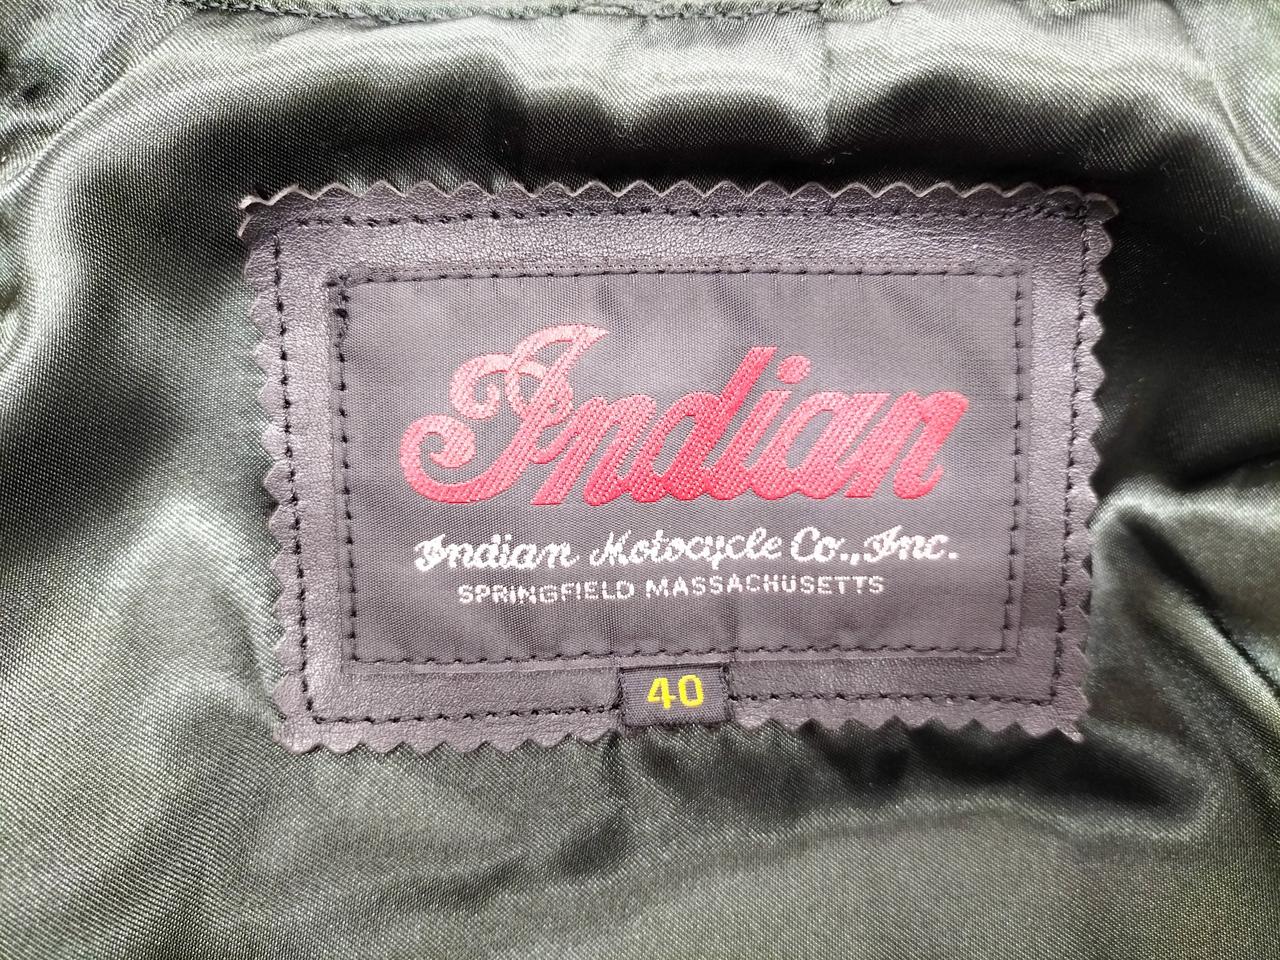 Indian
Indian Motocycle Co., Inc.
SPRINGFIELD MASSACHUSETTS
40